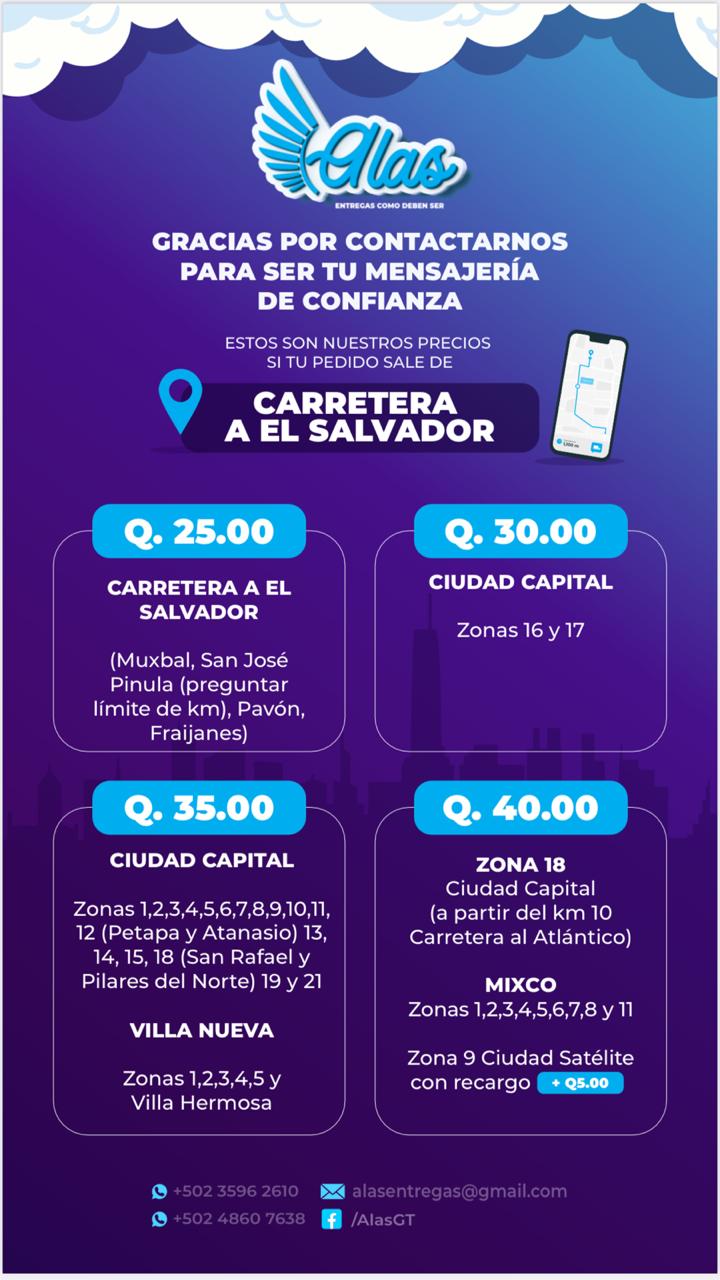 Alas
ENTREGAS COMO DEBEN SER
GRACIAS POR CONTACTARNOS
PARA SER TU MENSAJERÍA
DE CONFIANZA
ESTOS SON NUESTROS PRECIOS
SI TU PEDIDO SALE DE
CARRETERA
A EL SALVADOR
Q. 25.00
CARRETERA A EL
SALVADOR
(Muxbal, San José
Pinula (preguntar
límite de km), Pavón,
Fraijanes)
Q. 30.00
CIUDAD CAPITAL
Zonas 16 y 17
Q. 35.00
CIUDAD CAPITAL
Zonas 1,2,3,4,5,6,7,8,9,10,11,
12 (Petapa y Atanasio) 13,
14, 15, 18 (San Rafael y
Pilares del Norte) 19 y 21
VILLA NUEVA
Zonas 1,2,3,4,5 y
Villa Hermosa
Q. 40.00
ZONA 18
Ciudad Capital
(a partir del km 10
Carretera al Atlántico)
MIXCO
Zonas 1,2,3,4,5,6,7,8 y 11
Zona 9 Ciudad Satélite
con recargo + Q5.00
+502 3596 2610
alasentregas@gmail.com
+502 4860 7638
/AlasGT